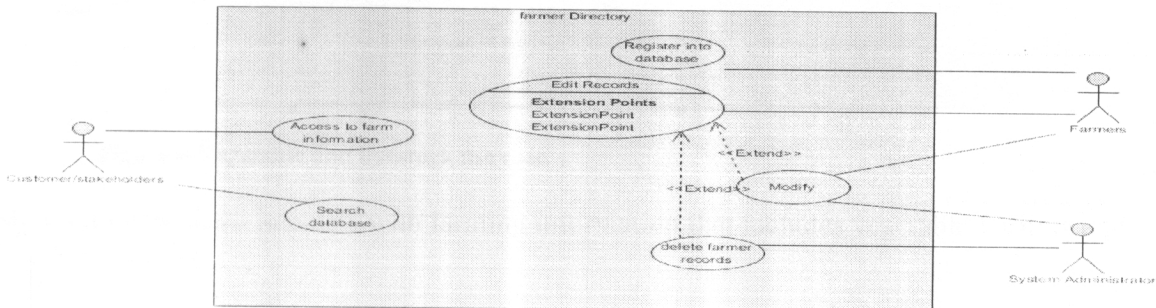 farmer Directory
Register into
database
Edit Records
Extension Points
ExtensionPoint
ExtensionPoint
Access to farm
information
Farmers
<<Extend>>
Customer/stakeholders
<<Extend>>
Modify
Search
database
delete farmer
records
System Administrator